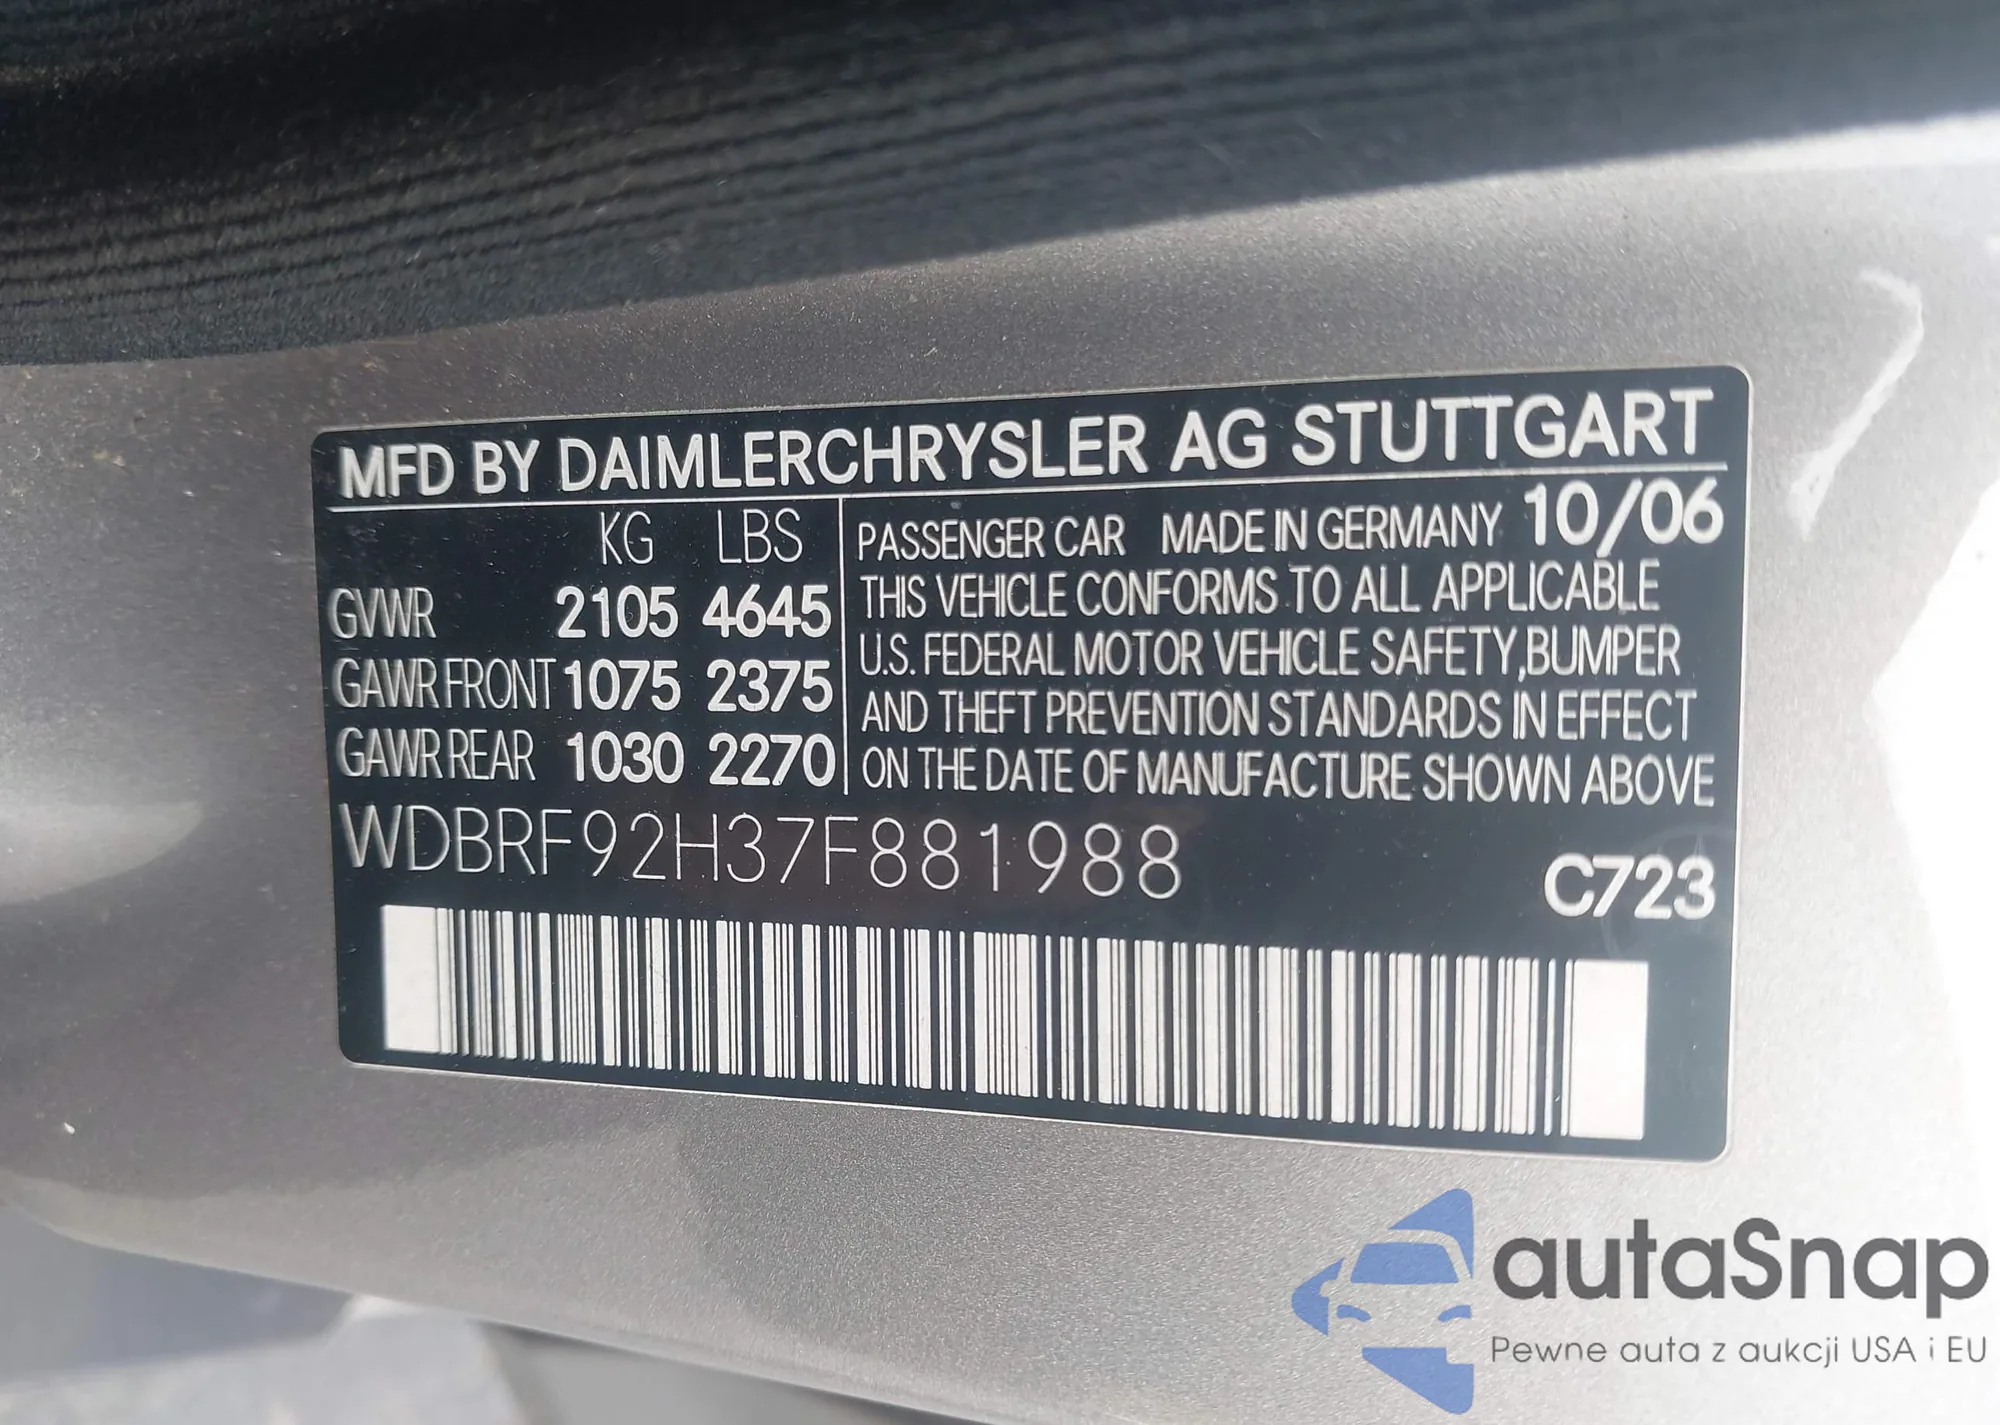 MFD BY DAIMLERCHRYSLER AG STUTTGART
KG LBS
GVWR 2105 4645
GAWR FRONT 1075 2375
GAWR REAR 1030 2270
PASSENGER CAR MADE IN GERMANY 10/06
THIS VEHICLE CONFORMS TO ALL APPLICABLE
U.S. FEDERAL MOTOR VEHICLE SAFETY,BUMPER
AND THEFT PREVENTION STANDARDS IN EFFECT
ON THE DATE OF MANUFACTURE SHOWN ABOVE
WDBRF92H37F881988
C723
autaSnap
Pewne auta z aukcji USA i EU